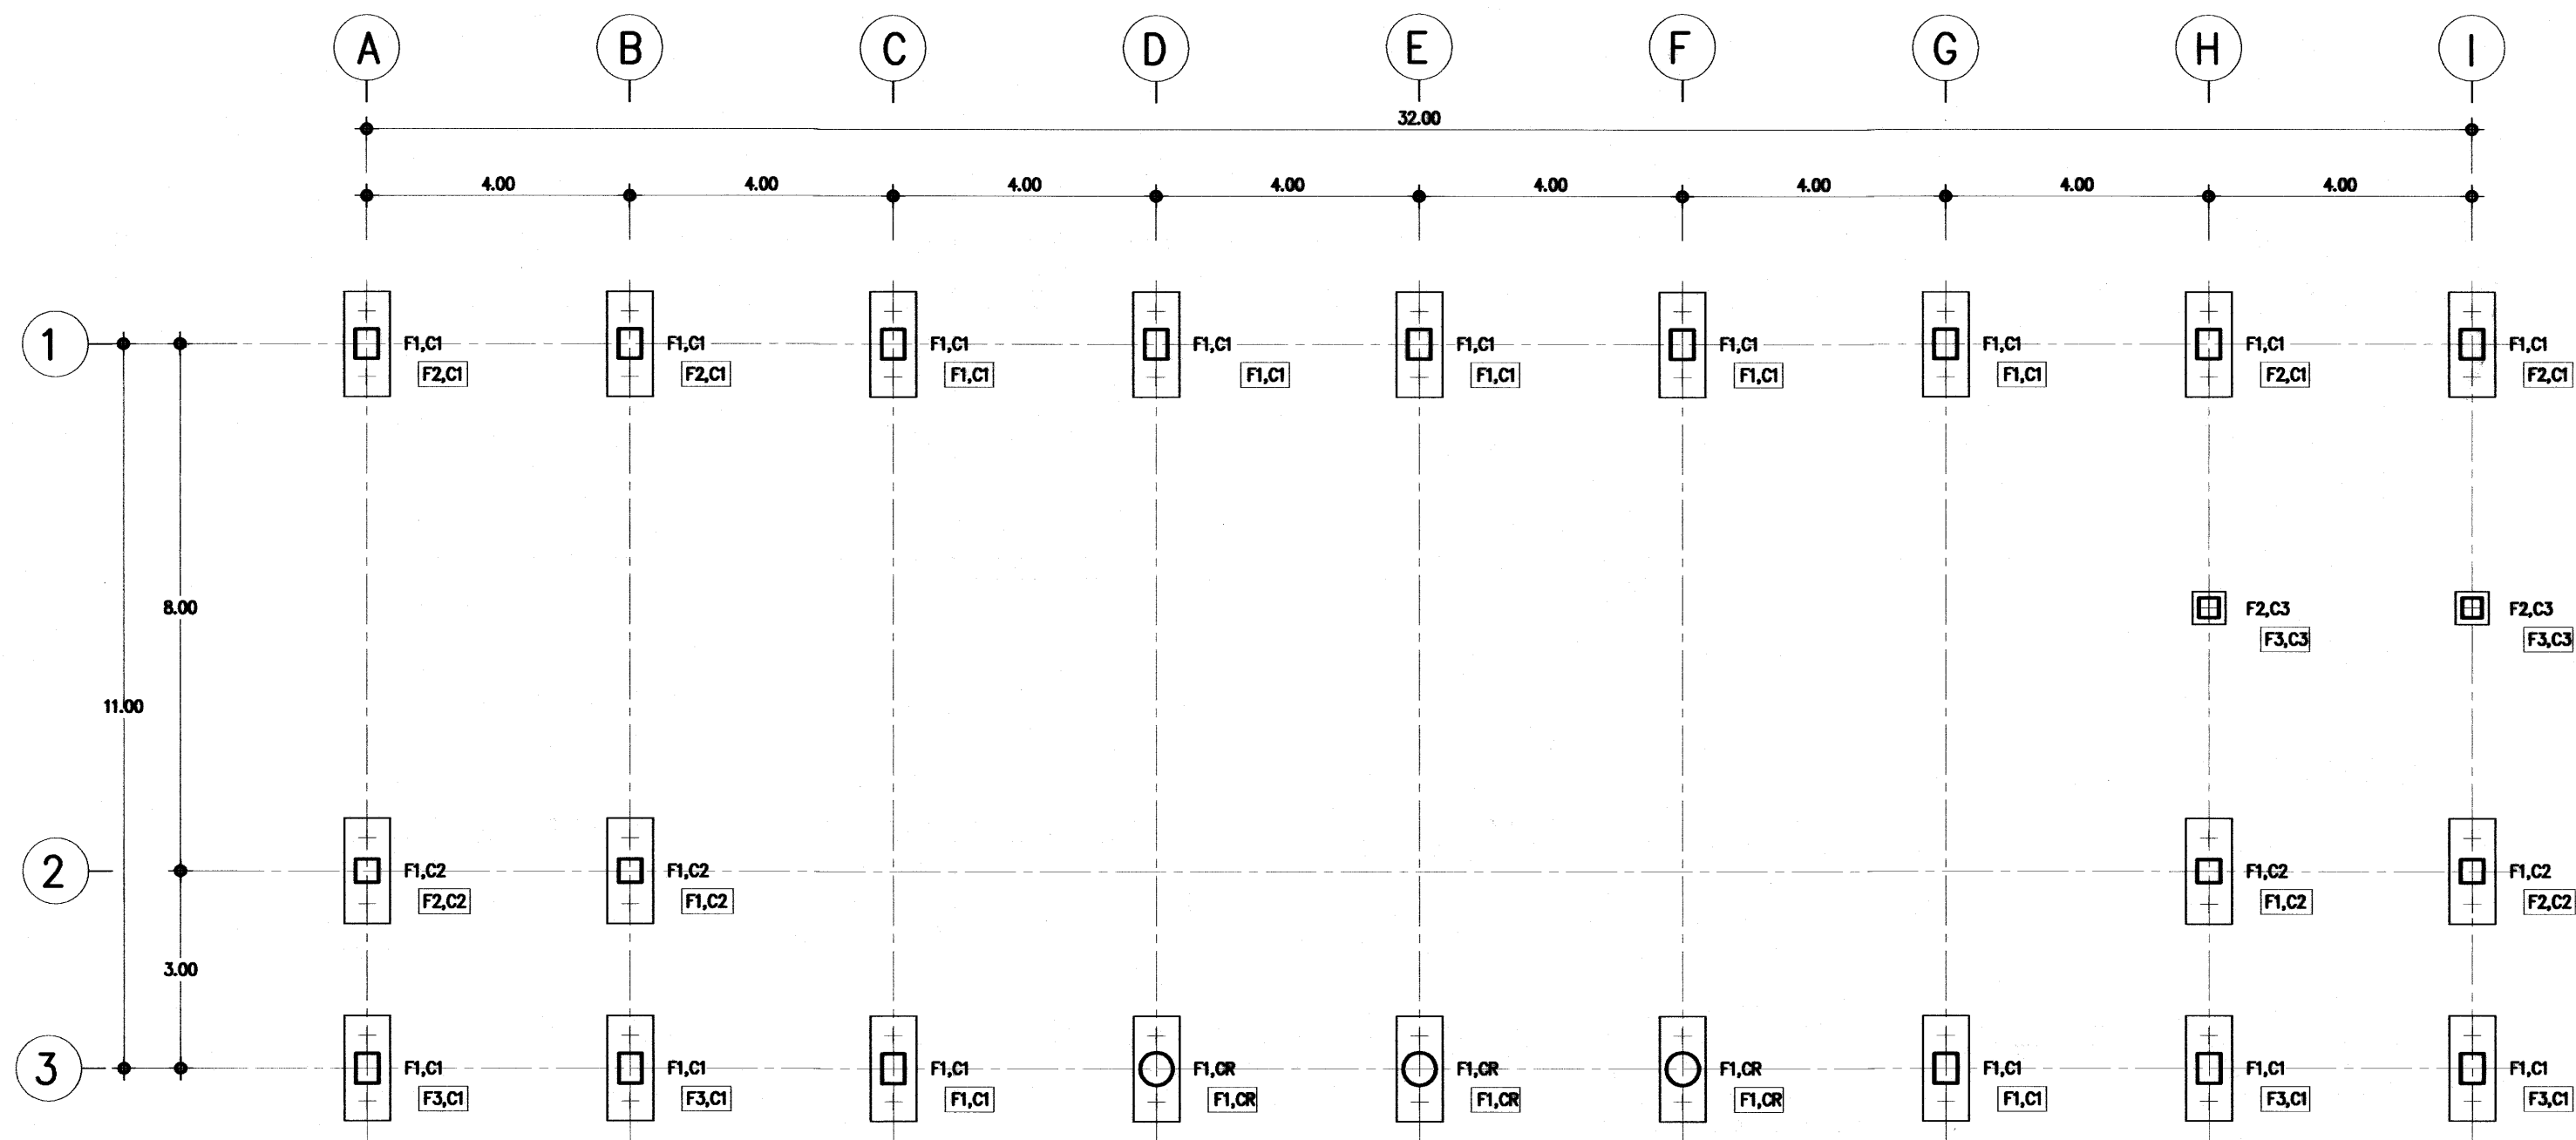 A B C D E F G H I
32.00
4.00 4.00 4.00 4.00 4.00 4.00 4.00 4.00
1 F1,C1 F1,C1 F1,C1 F1,C1 F1,C1 F1,C1 F1,C1 F1,C1 F1,C1
F2,C1 F2,C1 F1,C1 F1,C1 F1,C1 F1,C1 F1,C1 F2,C1 F2,C1
8.00 F2,C3 F2,C3
F3,C3 F3,C3
11.00
2 F1,C2 F1,C2 F1,C2 F1,C2
F2,C2 F1,C2 F1,C2 F2,C2
3.00
3 F1,C1 F1,C1 F1,C1 F1,CR F1,CR F1,CR F1,C1 F1,C1 F1,C1
F3,C1 F3,C1 F1,C1 F1,CR F1,CR F1,CR F1,C1 F3,C1 F3,C1